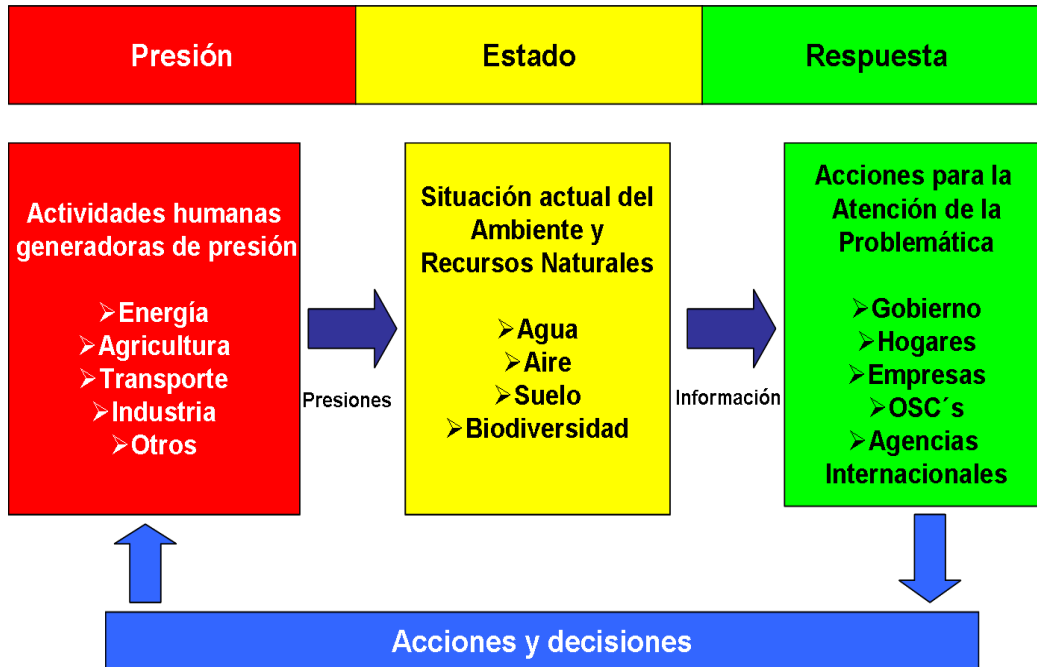 Presión
Estado
Respuesta
Actividades humanas
generadoras de presión
➢Energía
➢Agricultura
➢Transporte
➢Industria
➢Otros
Presiones
Situación actual del
Ambiente y
Recursos Naturales
➢Agua
➢Aire
➢Suelo
➢Biodiversidad
Información
Acciones para la
Atención de la
Problemática
➢Gobierno
➢Hogares
➢Empresas
➢OSC´s
➢Agencias
Internacionales
Acciones y decisiones